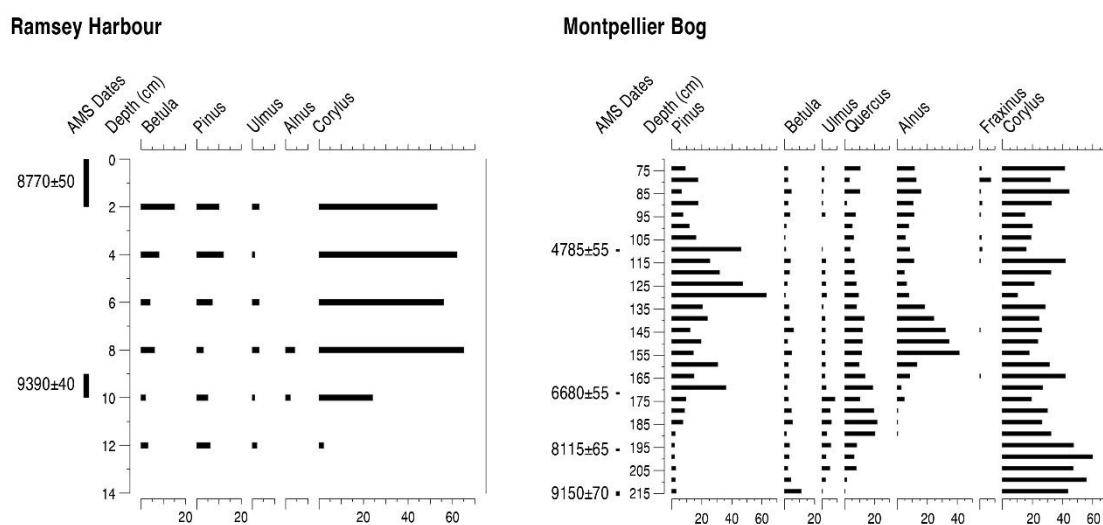 Ramsey Harbour
Montpellier Bog
AMS Dates
Depth (cm)
Betula
Pinus
Ulmus
Alnus
Corylus
0
8770±50
2
4
6
8
9390±40
10
12
14
20
20
20 40 60
AMS Dates
Depth (cm)
Pinus
Betula
Ulmus
Quercus
Alnus
Fraxinus
Corylus
75
85
95
105
4785±55
115
125
135
145
155
165
6680±55
175
185
8115±65
195
205
9150±70
215
20 40 60
20
20
20 40
20 40 60